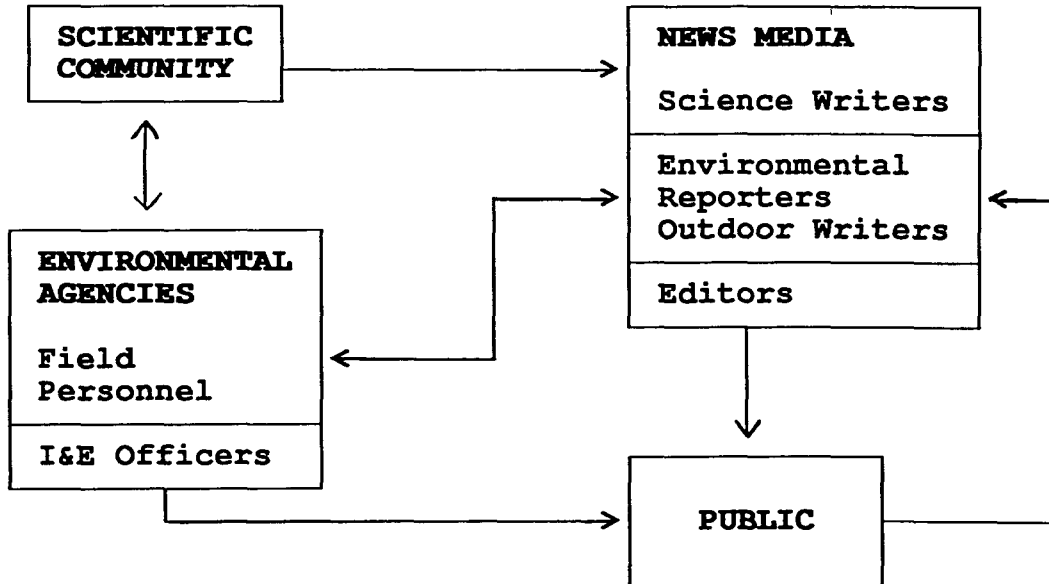 SCIENTIFIC
COMMUNITY
NEWS MEDIA
Science Writers
Environmental
Reporters
Outdoor Writers
Editors
ENVIRONMENTAL
AGENCIES
Field
Personnel
I&E Officers
PUBLIC